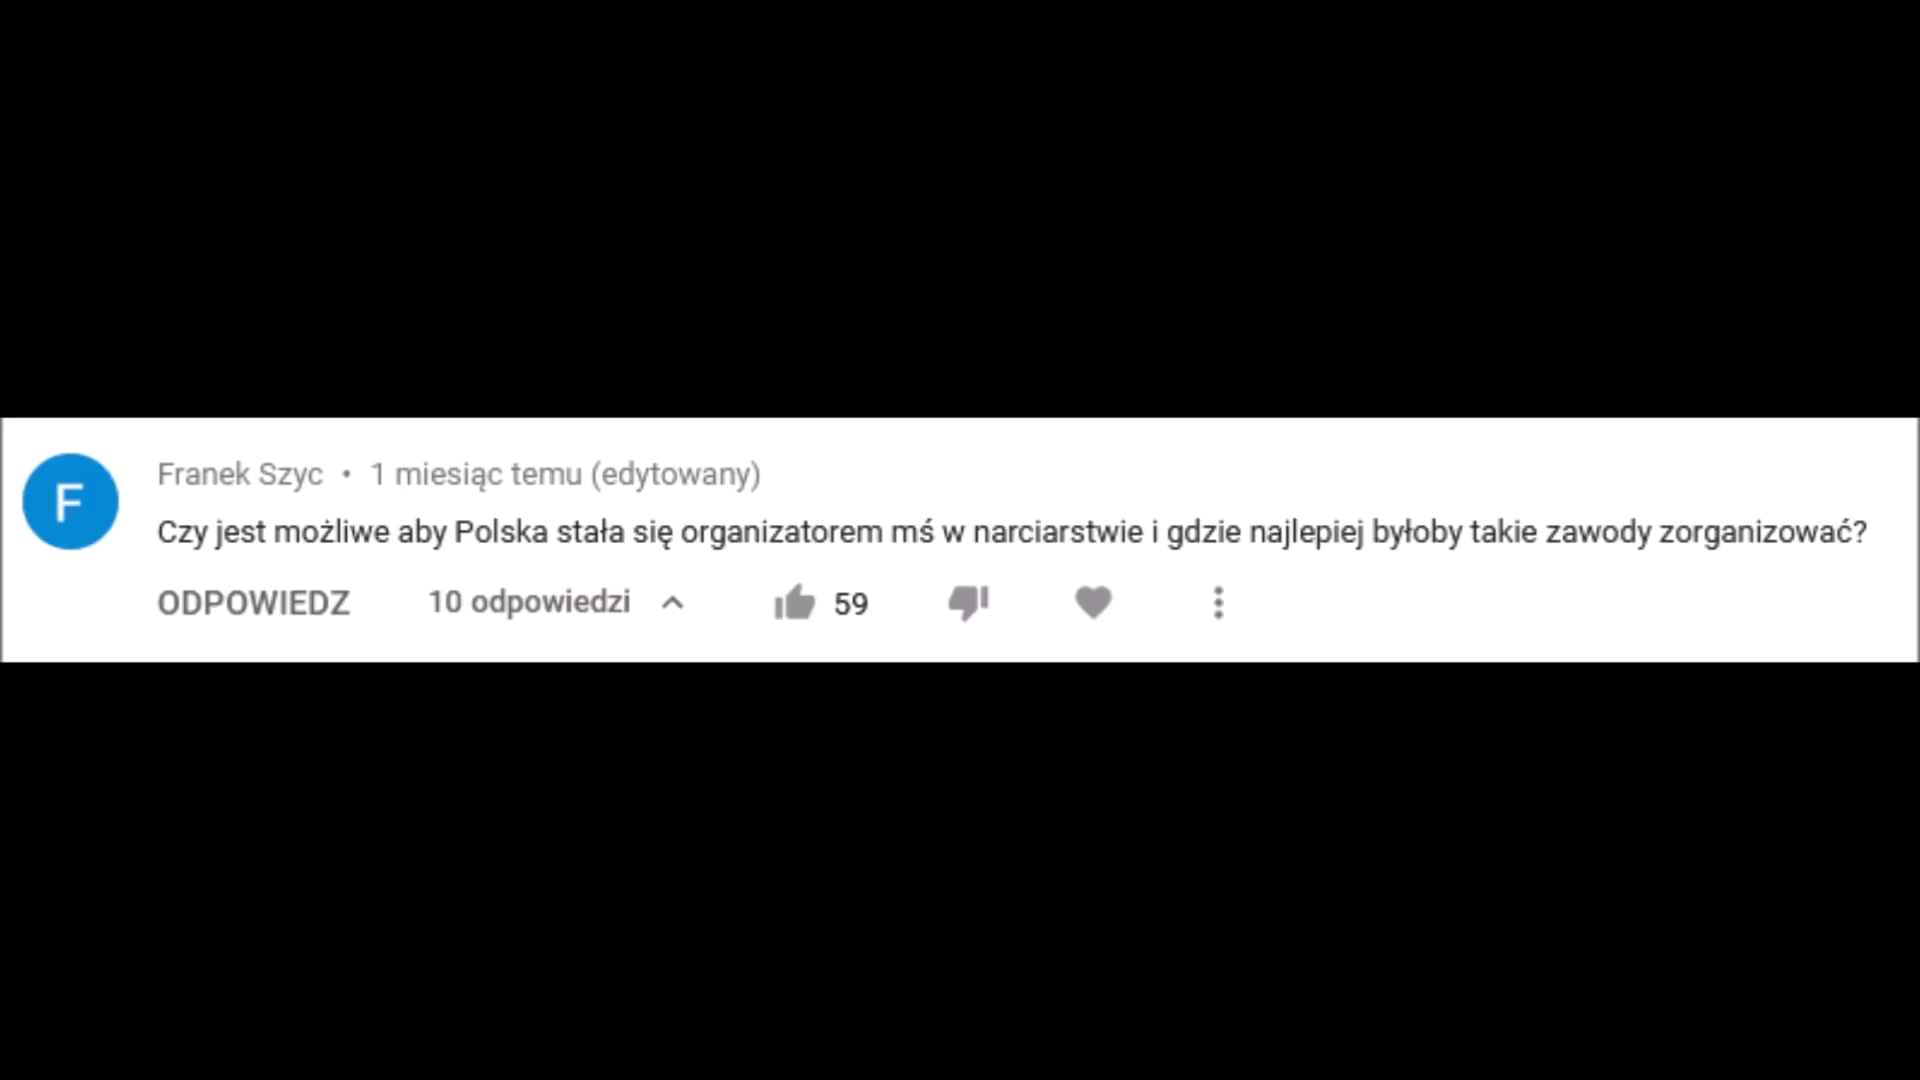 F
Franek Szyc • 1 miesiąc temu (edytowany)
Czy jest możliwe aby Polska stała się organizatorem mś w narciarstwie i gdzie najlepiej byłoby takie zawody zorganizować?
ODPOWIEDZ 10 odpowiedzi 59